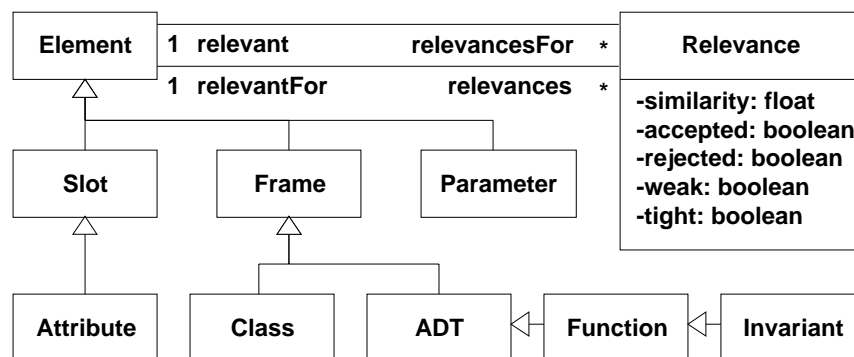 Element
1 relevant
relevancesFor *
Relevance
1 relevantFor
relevances *
-similarity: float
-accepted: boolean
-rejected: boolean
-weak: boolean
-tight: boolean
Slot
Frame
Parameter
Attribute
Class
ADT
Function
Invariant